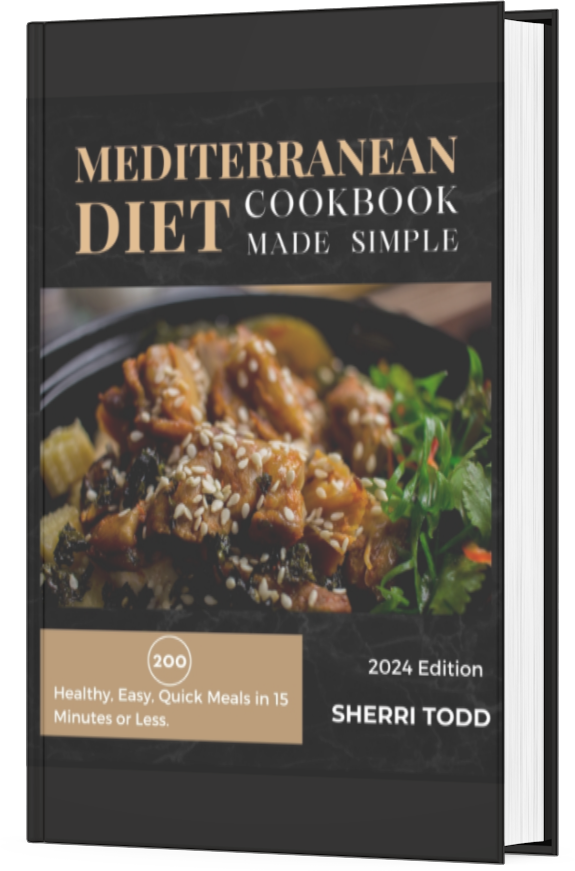 MEDITERRANEAN
DIET COOKBOOK
MADE SIMPLE
200
Healthy, Easy, Quick Meals in 15
Minutes or Less.
2024 Edition
SHERRI TODD